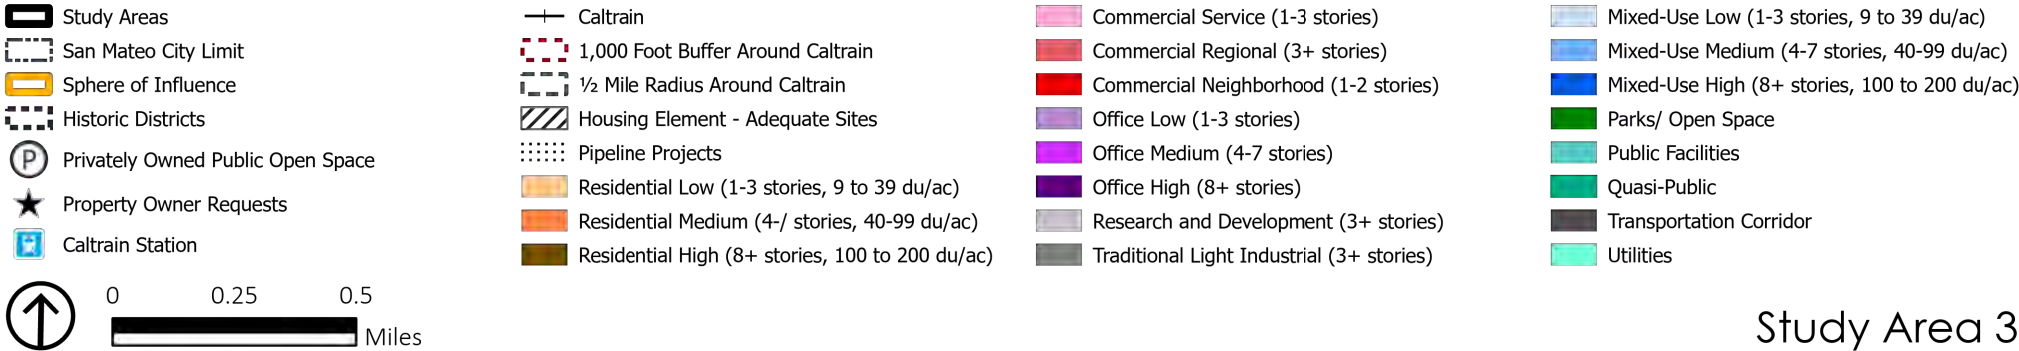 Study Areas
San Mateo City Limit
Sphere of Influence
Historic Districts
P
Privately Owned Public Open Space
Property Owner Requests
Caltrain Station
0 0.25 0.5
Miles
Caltrain
1,000 Foot Buffer Around Caltrain
½ Mile Radius Around Caltrain
Housing Element - Adequate Sites
Pipeline Projects
Residential Low (1-3 stories, 9 to 39 du/ac)
Residential Medium (4-/ stories, 40-99 du/ac)
Residential High (8+ stories, 100 to 200 du/ac)
Commercial Service (1-3 stories)
Commercial Regional (3+ stories)
Commercial Neighborhood (1-2 stories)
Office Low (1-3 stories)
Office Medium (4-7 stories)
Office High (8+ stories)
Research and Development (3+ stories)
Traditional Light Industrial (3+ stories)
Mixed-Use Low (1-3 stories, 9 to 39 du/ac)
Mixed-Use Medium (4-7 stories, 40-99 du/ac)
Mixed-Use High (8+ stories, 100 to 200 du/ac)
Parks/ Open Space
Public Facilities
Quasi-Public
Transportation Corridor
Utilities
Study Area 3